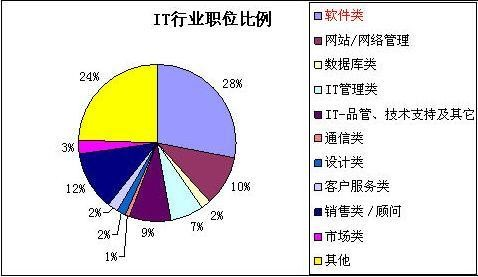 IT行业职位比例
28%
10%
2%
7%
9%
1%
2%
2%
12%
3%
24%
软件类
网站/网络管理
数据库类
IT管理类
IT-品管、技术支持及其它
通信类
设计类
客户服务类
销售类/顾问
市场类
其他